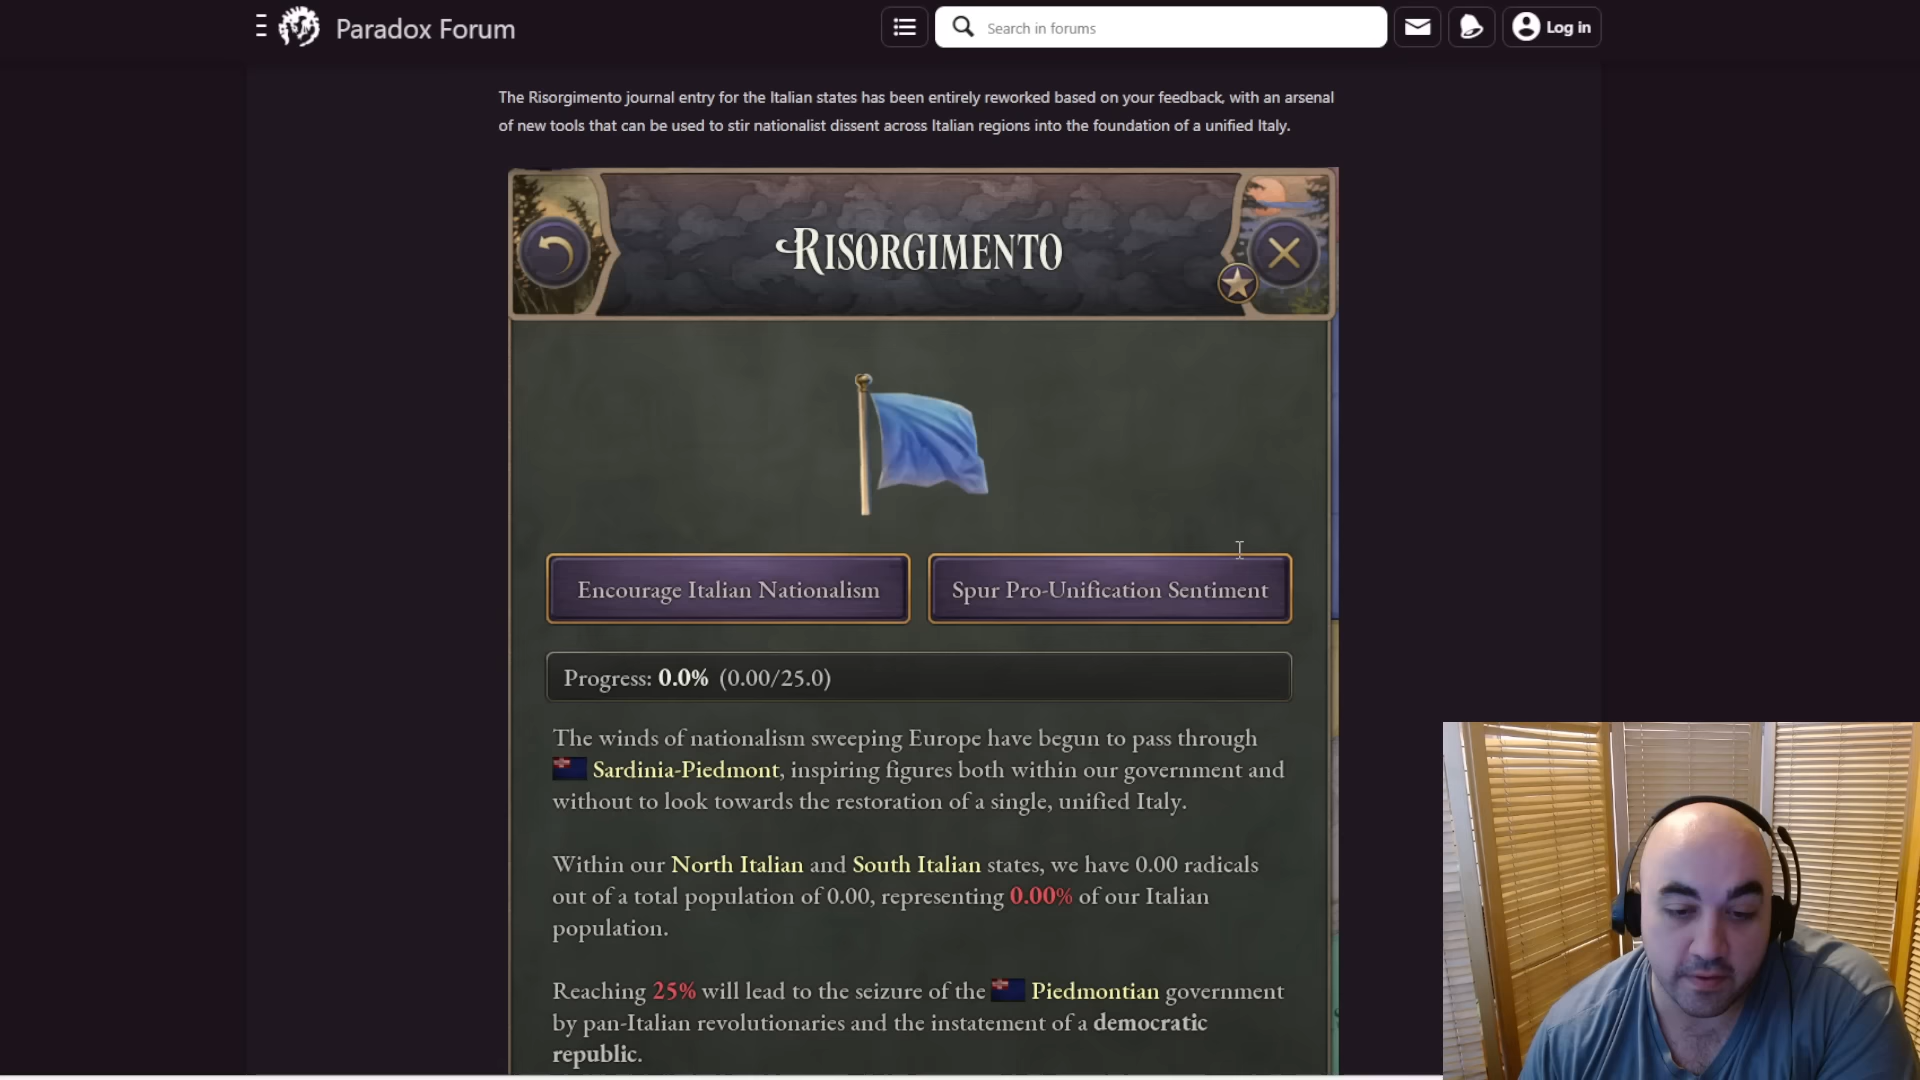 Paradox Forum
Search in forums
Log in
The Risorgimento journal entry for the Italian states has been entirely reworked based on your feedback, with an arsenal
of new tools that can be used to stir nationalist dissent across Italian regions into the foundation of a unified Italy.
RISORGIMENTO
Encourage Italian Nationalism
Spur Pro-Unification Sentiment
Progress: 0.0% (0.00/25.0)
The winds of nationalism sweeping Europe have begun to pass through
Sardinia-Piedmont, inspiring figures both within our government and
without to look towards the restoration of a single, unified Italy.
Within our North Italian and South Italian states, we have 0.00 radicals
out of a total population of 0.00, representing 0.00% of our Italian
population.
Reaching 25% will lead to the seizure of the Piedmontian government
by pan-Italian revolutionaries and the instatement of a democratic
republic.